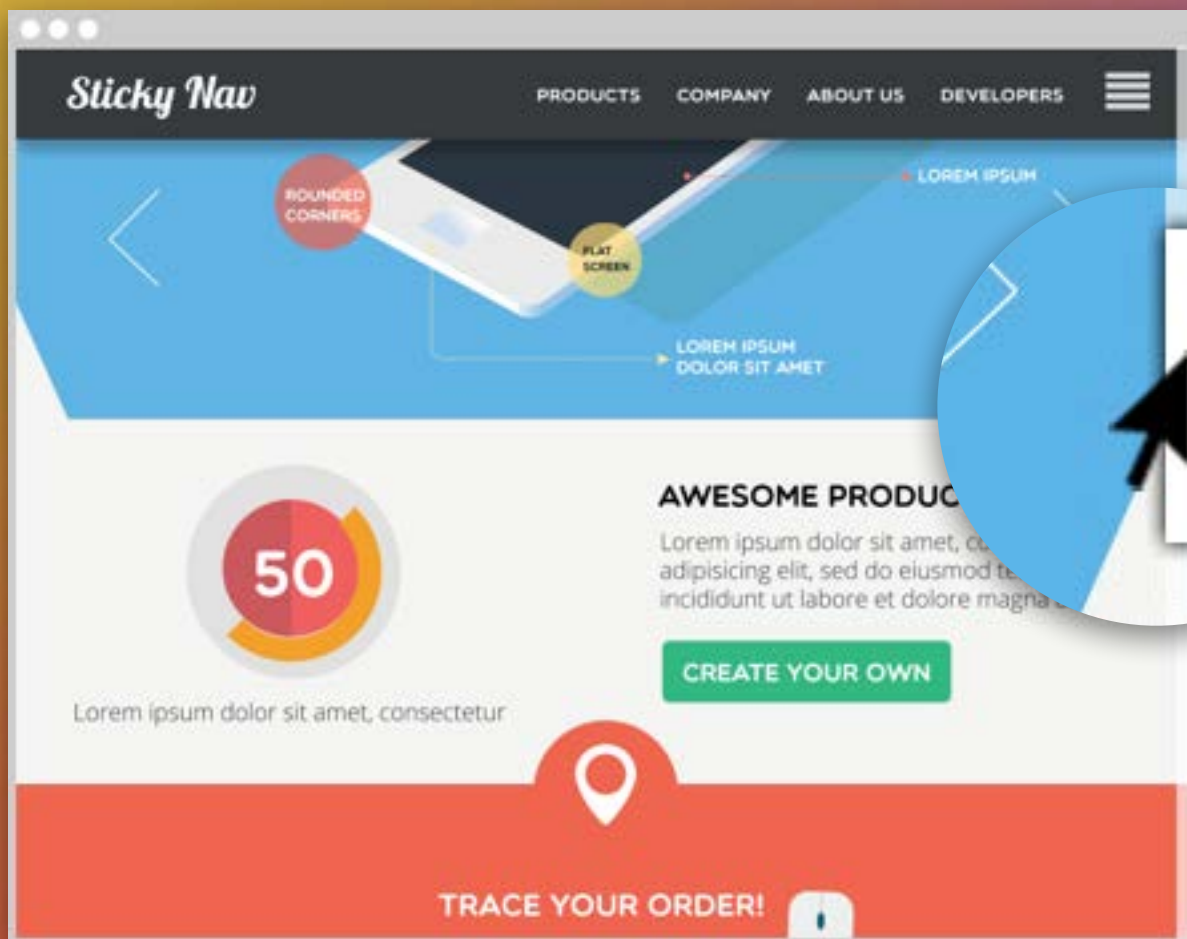 Sticky Nav
PRODUCTS COMPANY ABOUT US DEVELOPERS
ROUNDED
CORNERS
LOREM IPSUM
FLAT
SCREEN
LOREM IPSUM
DOLOR SIT AMET
50
Lorem ipsum dolor sit amet, consectetur
AWESOME PRODUC
Lorem ipsum dolor sit amet,
adipisicing elit, sed do eiusmod
incididunt ut labore et dolore magna
CREATE YOUR OWN
TRACE YOUR ORDER!